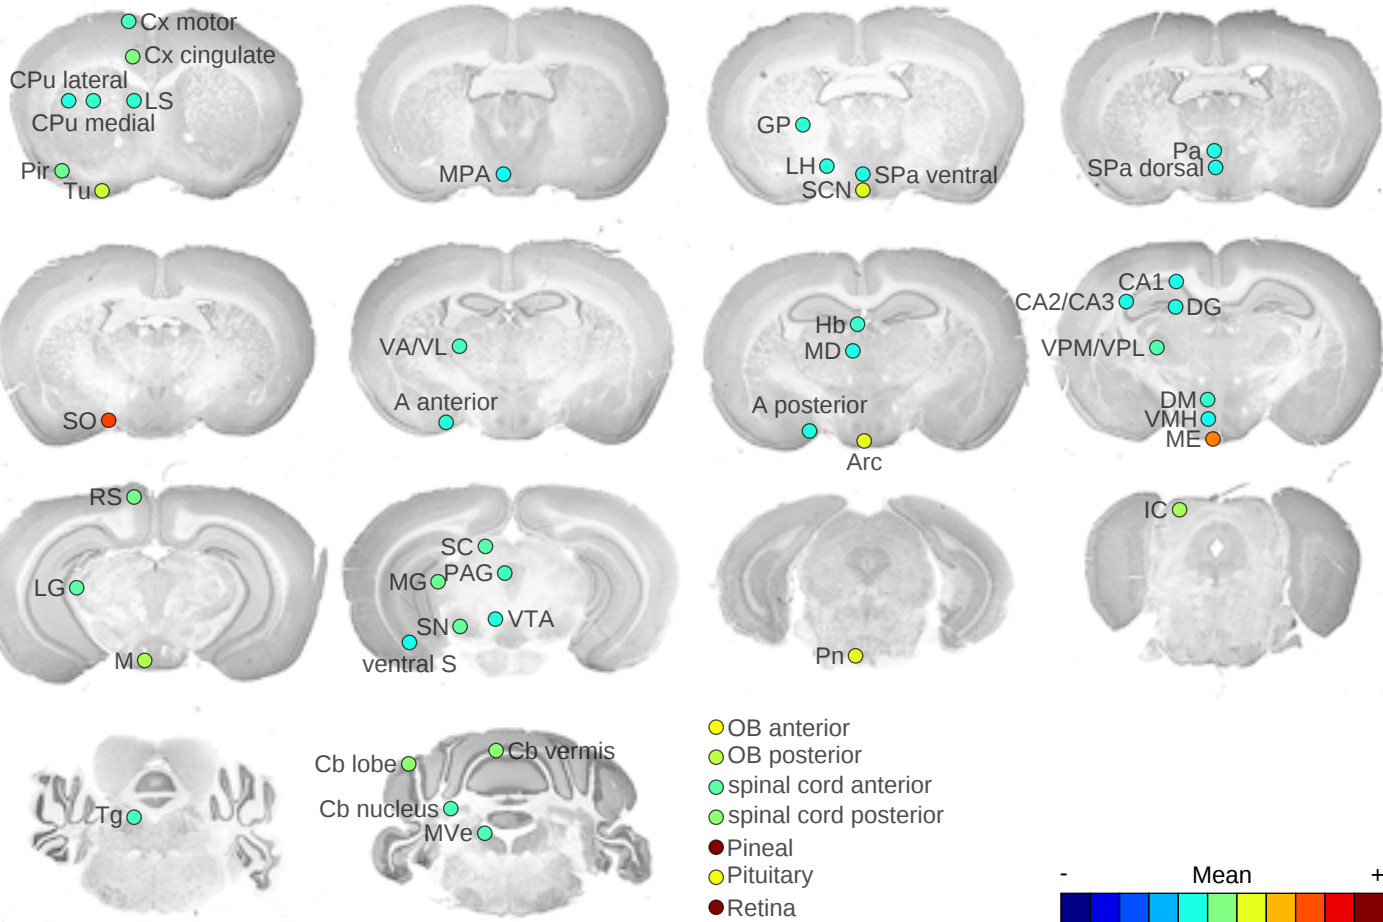 Cx motor
Cx cingulate
CPu lateral
LS
CPu medial
Pir
Tu
MPA
GP
LH
SPa ventral
SCN
Pa
SPa dorsal
SO
VA/VL
A anterior
Hb
MD
A posterior
Arc
CA1
CA2/CA3
DG
VPM/VPL
DM
VMH
ME
RS
LG
M
SC
PAG
MG
SN
VTA
ventral S
Pn
IC
Tg
Cb lobe
Cb vermis
Cb nucleus
MVe
OB anterior
OB posterior
spinal cord anterior
spinal cord posterior
Pineal
Pituitary
Retina
- Mean +